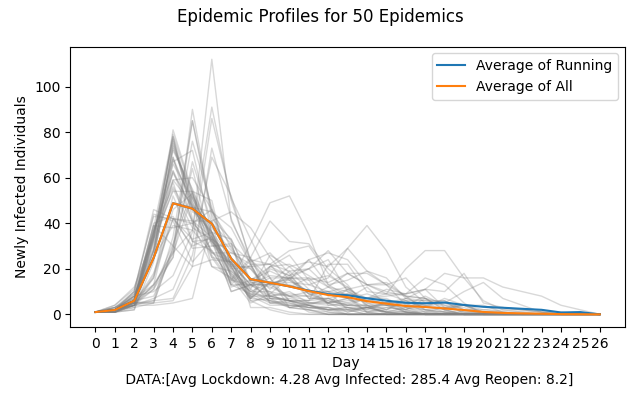 Epidemic Profiles for 50 Epidemics
Average of Running
Average of All
Newly Infected Individuals
100
80
60
40
20
0
0 1 2 3 4 5 6 7 8 9 10 11 12 13 14 15 16 17 18 19 20 21 22 23 24 25 26
Day
DATA:[Avg Lockdown: 4.28 Avg Infected: 285.4 Avg Reopen: 8.2]